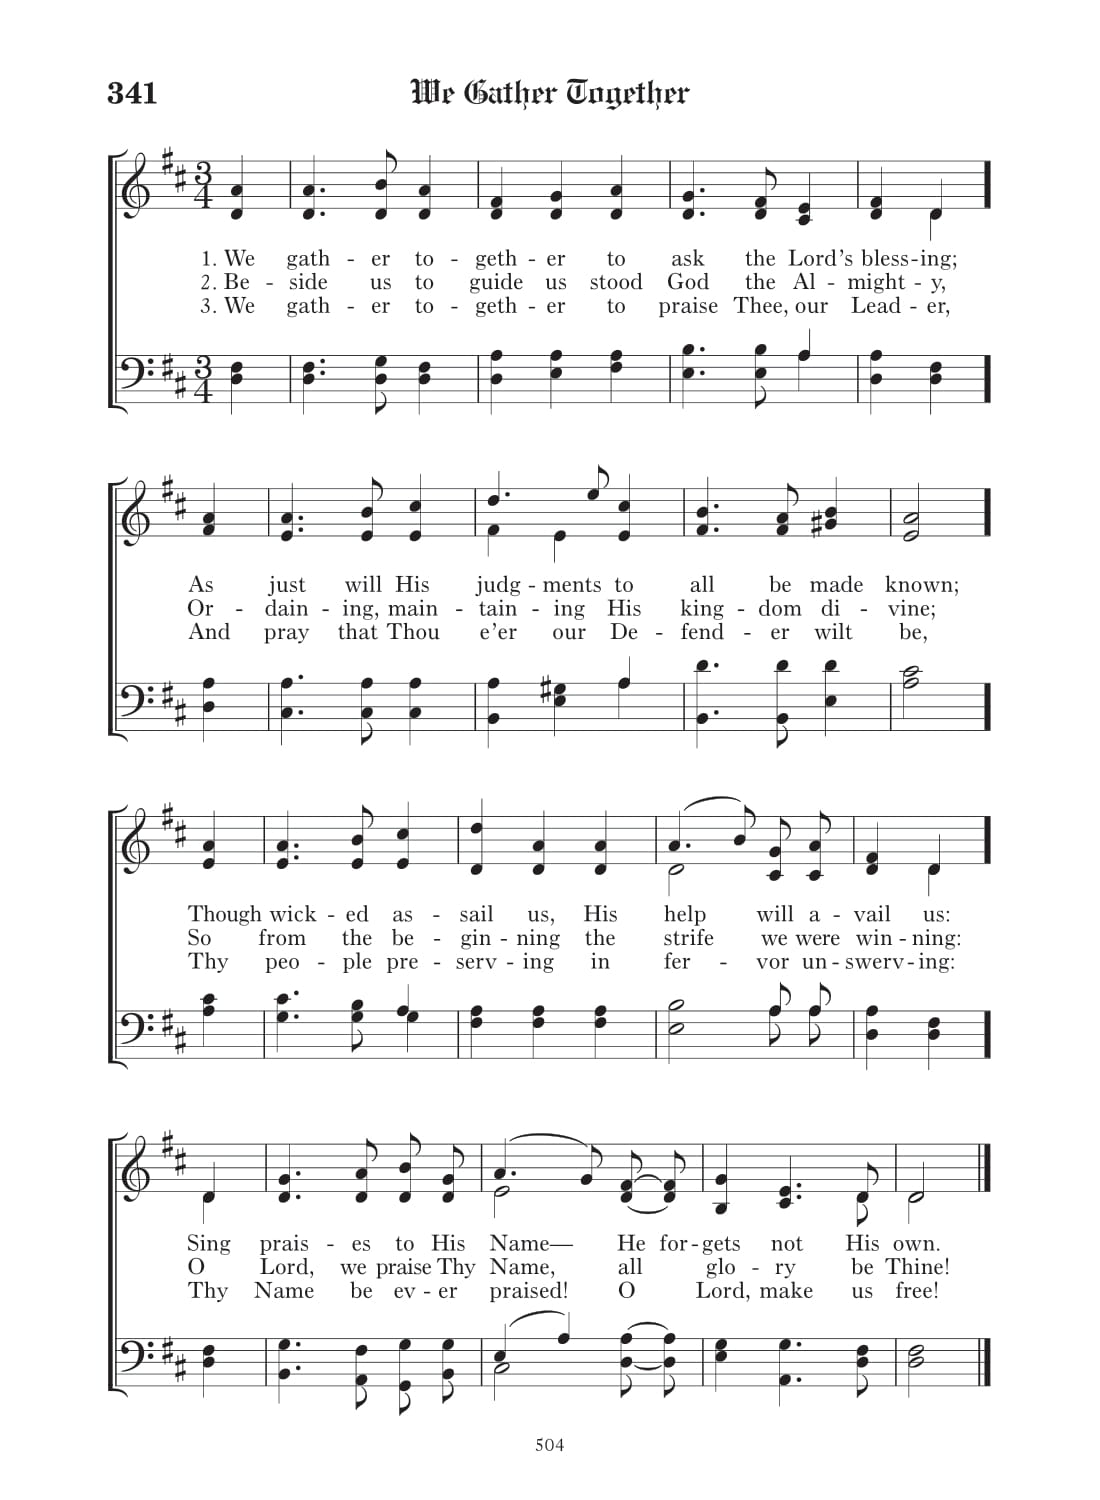 341 We Gather Together
1. We gath - er to - geth - er to ask the Lord's bless - ing;
2. Be - side us to guide us stood God the Al - might - y,
3. We gath - er to - geth - er to praise Thee, our Lead - er,
As just will His judg - ments to all be made known;
Or - dain - ing, main - tain - ing His king - dom di - vine;
And pray that Thou e'er our De - fend - er wilt be,
Though wick - ed as - sail us, His help will a - vail us:
So from the be - gin - ning the strife we were win - ning:
Thy peo - ple pre - serv - ing in fer - vor un - swerv - ing:
Sing prais - es to His Name— He for - gets not His own.
O Lord, we praise Thy Name, all glo - ry be Thine!
Thy Name be ev - er praised! O Lord, make us free!
504